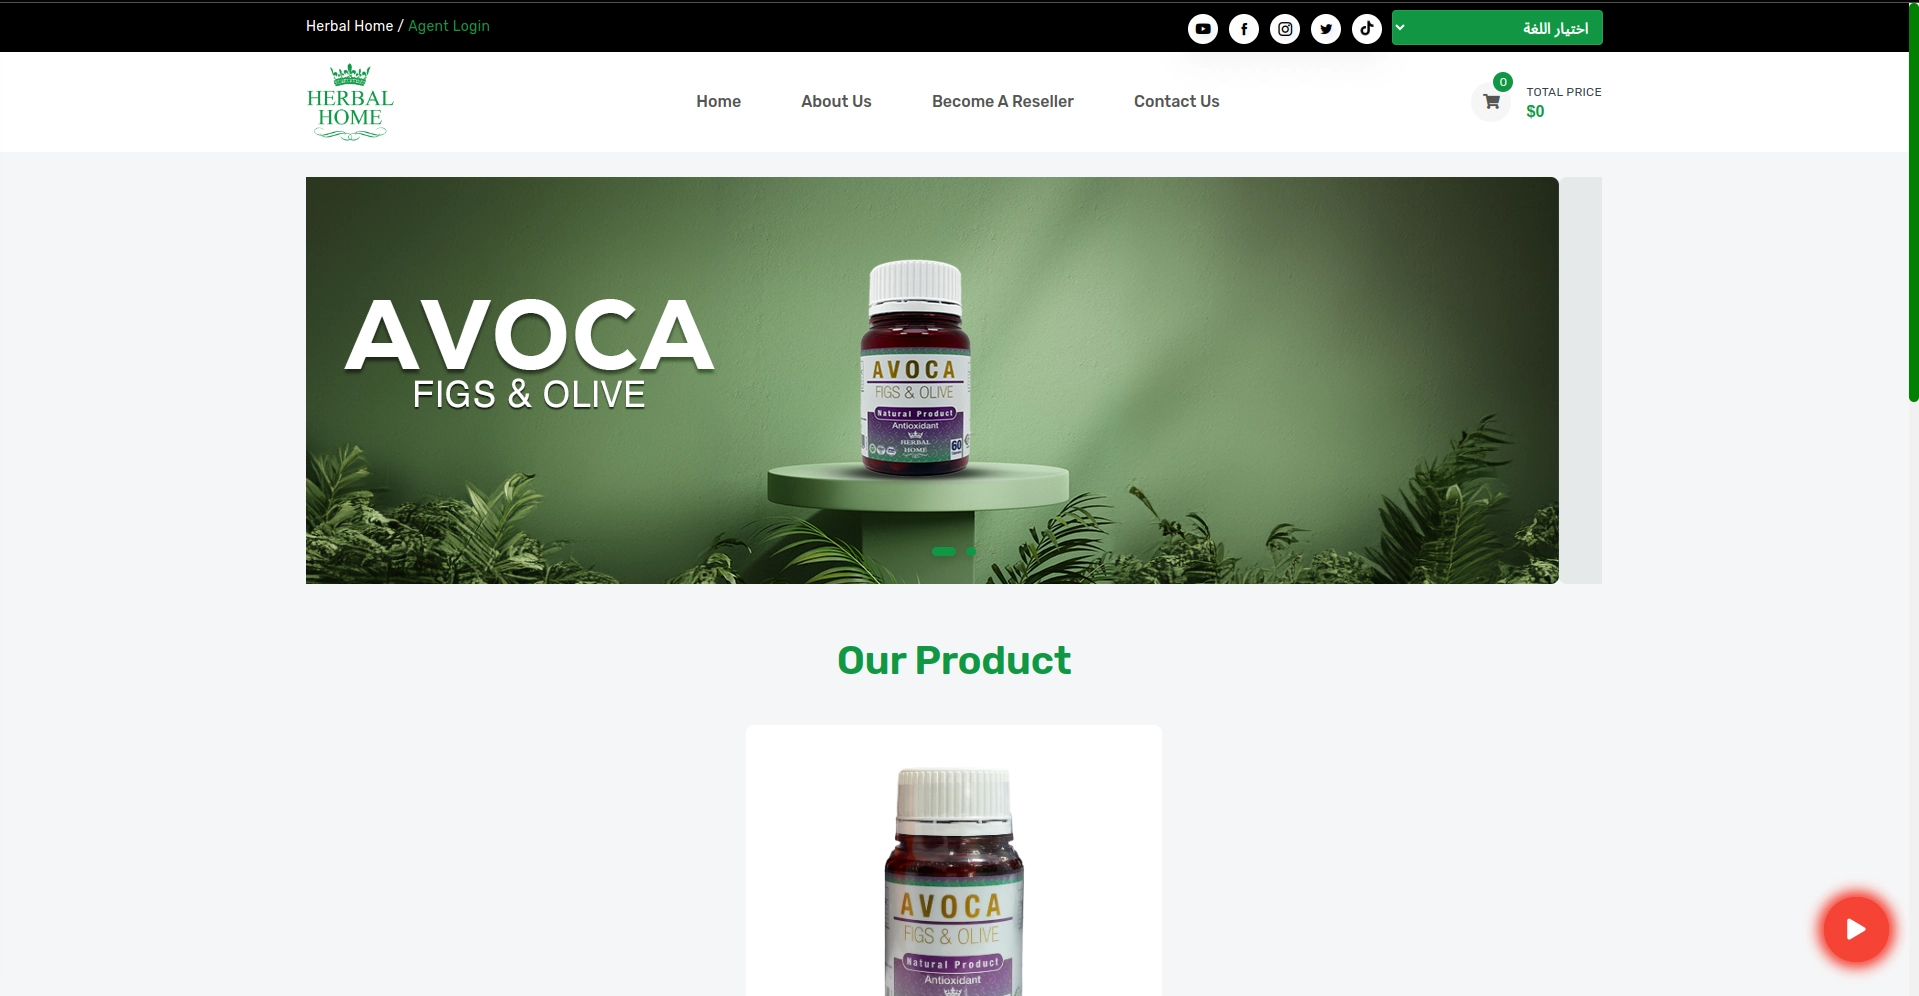 Herbal Home / Agent Login
اختيار اللغة
HERBAL
HOME
Home
About Us
Become A Reseller
Contact Us
0
TOTAL PRICE
$0
AVOCA
FIGS & OLIVE
AVOCA
FIGS & OLIVE
Natural Product
Antioxidant
HERBAL
HOME
60
Our Product
AVOCA
FIGS & OLIVE
Natural Product
Antioxidant